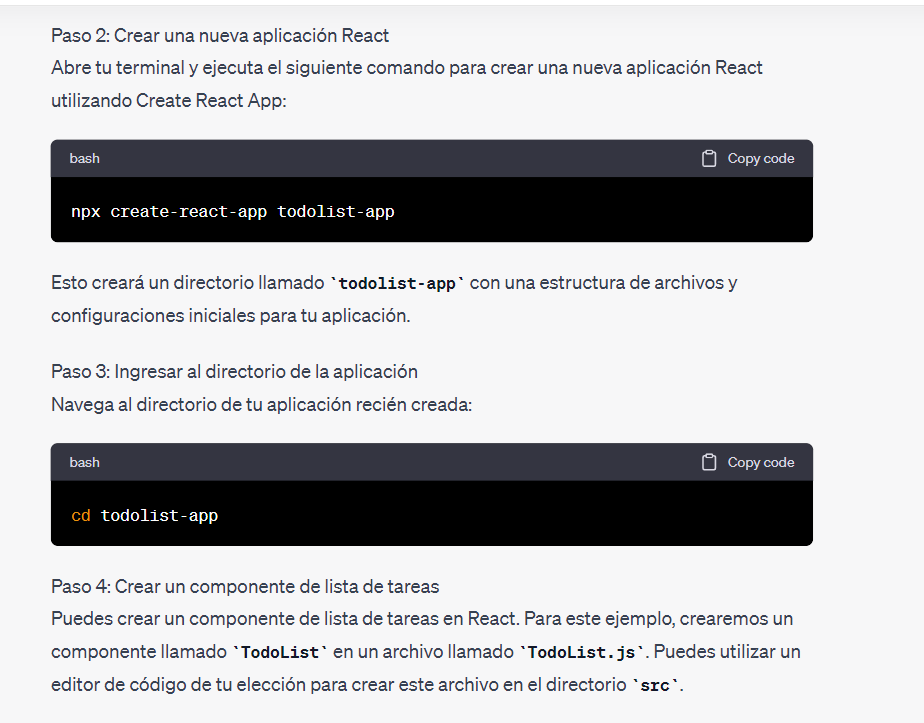 Paso 2: Crear una nueva aplicación React
Abre tu terminal y ejecuta el siguiente comando para crear una nueva aplicación React
utilizando Create React App:
bash Copy code
npx create-react-app todolist-app
Esto creará un directorio llamado `todolist-app` con una estructura de archivos y
configuraciones iniciales para tu aplicación.
Paso 3: Ingresar al directorio de la aplicación
Navega al directorio de tu aplicación recién creada:
bash Copy code
cd todolist-app
Paso 4: Crear un componente de lista de tareas
Puedes crear un componente de lista de tareas en React. Para este ejemplo, crearemos un
componente llamado `TodoList` en un archivo llamado `TodoList.js`. Puedes utilizar un
editor de código de tu elección para crear este archivo en el directorio `src`.